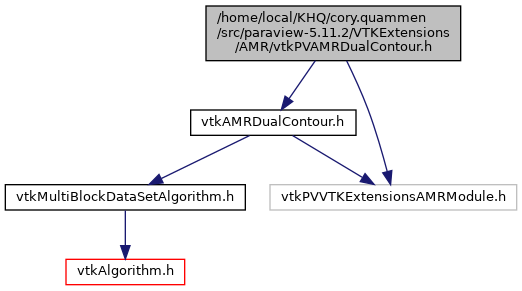 /home/local/KHQ/cory.quammen
/src/paraview-5.11.2/VTKExtensions
/AMR/vtkPVAMRDualContour.h
vtkAMRDualContour.h
vtkMultiBlockDataSetAlgorithm.h
vtkPVVTKExtensionsAMRModule.h
vtkAlgorithm.h